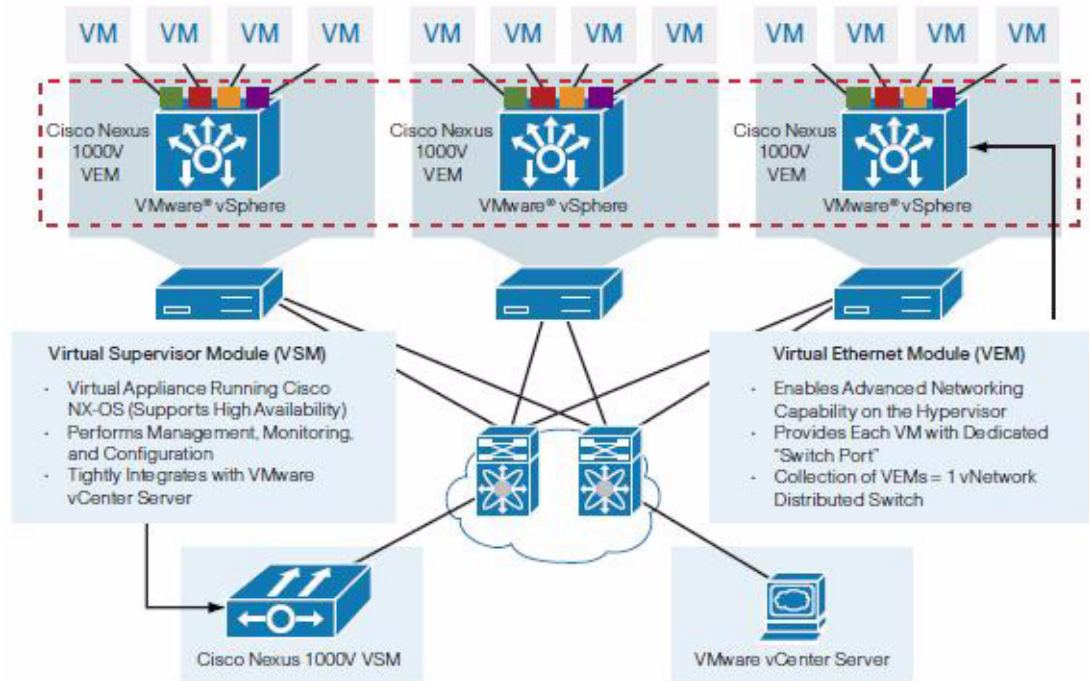 VM VM VM VM VM VM VM VM VM VM VM VM
Cisco Nexus
1000V
VEM
VMware® vSphere
Cisco Nexus
1000V
VEM
VMware® vSphere
Cisco Nexus
1000V
VEM
VMware® vSphere
Virtual Supervisor Module (VSM)
- Virtual Appliance Running Cisco
NX-OS (Supports High Availability)
- Performs Management, Monitoring,
and Configuration
- Tightly Integrates with VMware
vCenter Server
Virtual Ethernet Module (VEM)
- Enables Advanced Networking
Capability on the Hypervisor
- Provides Each VM with Dedicated
"Switch Port"
- Collection of VEMs = 1 vNetwork
Distributed Switch
Cisco Nexus 1000V VSM
VMware vCenter Server